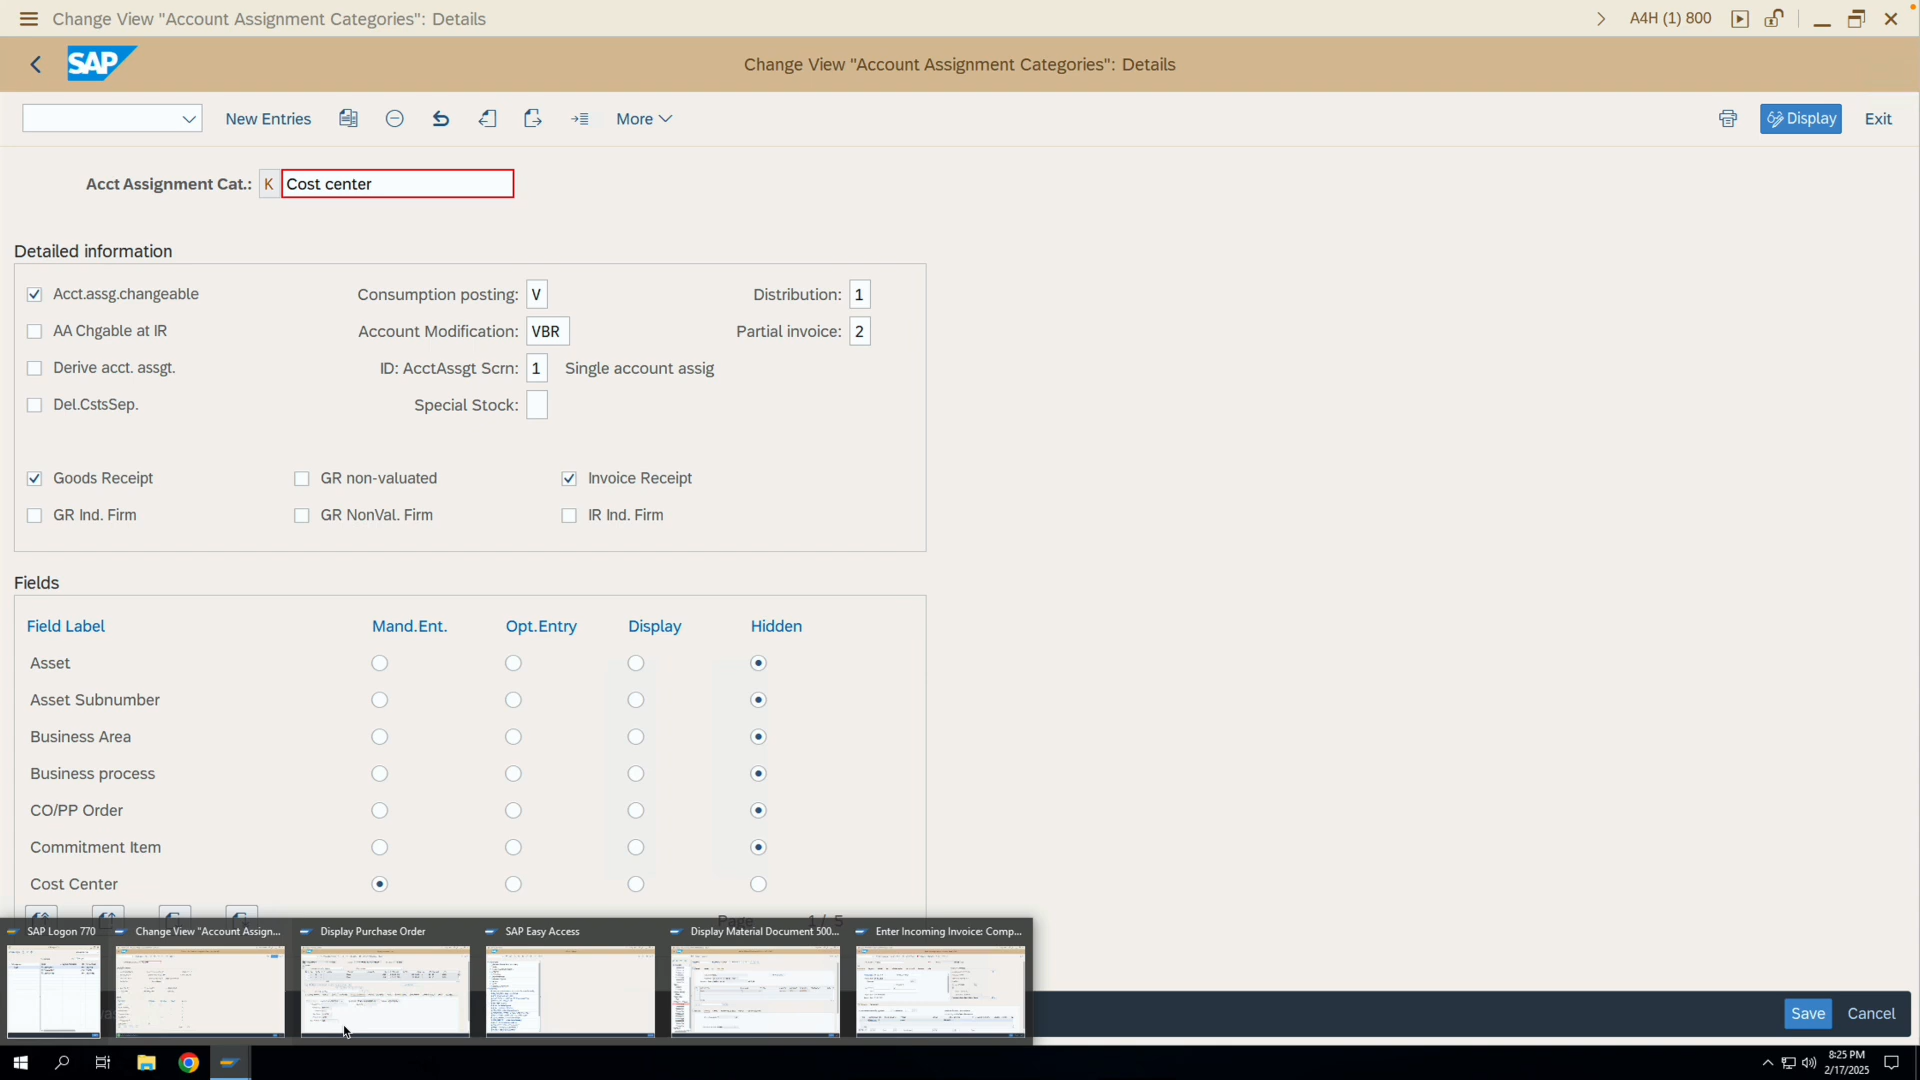 Change View "Account Assignment Categories": Details
A4H (1) 800
SAP
Change View "Account Assignment Categories": Details
New Entries
More
Display
Exit
Acct Assignment Cat.: K Cost center
Detailed information
Acct.assg.changeable
Consumption posting: V
Distribution: 1
AA Chgable at IR
Account Modification: VBR
Partial invoice: 2
Derive acct. assgt.
ID: AcctAssgt Scrn: 1 Single account assig
Del.CstsSep.
Special Stock:
Goods Receipt
GR non-valuated
Invoice Receipt
GR Ind. Firm
GR NonVal. Firm
IR Ind. Firm
Fields
Field Label Mand.Ent. Opt.Entry Display Hidden
Asset
Asset Subnumber
Business Area
Business process
CO/PP Order
Commitment Item
Cost Center
Page 1 / 5
SAP Logon 770
Change View "Account Assign...
Display Purchase Order
SAP Easy Access
Display Material Document 500...
Enter Incoming Invoice: Comp...
Save
Cancel
8:25 PM
2/17/2025